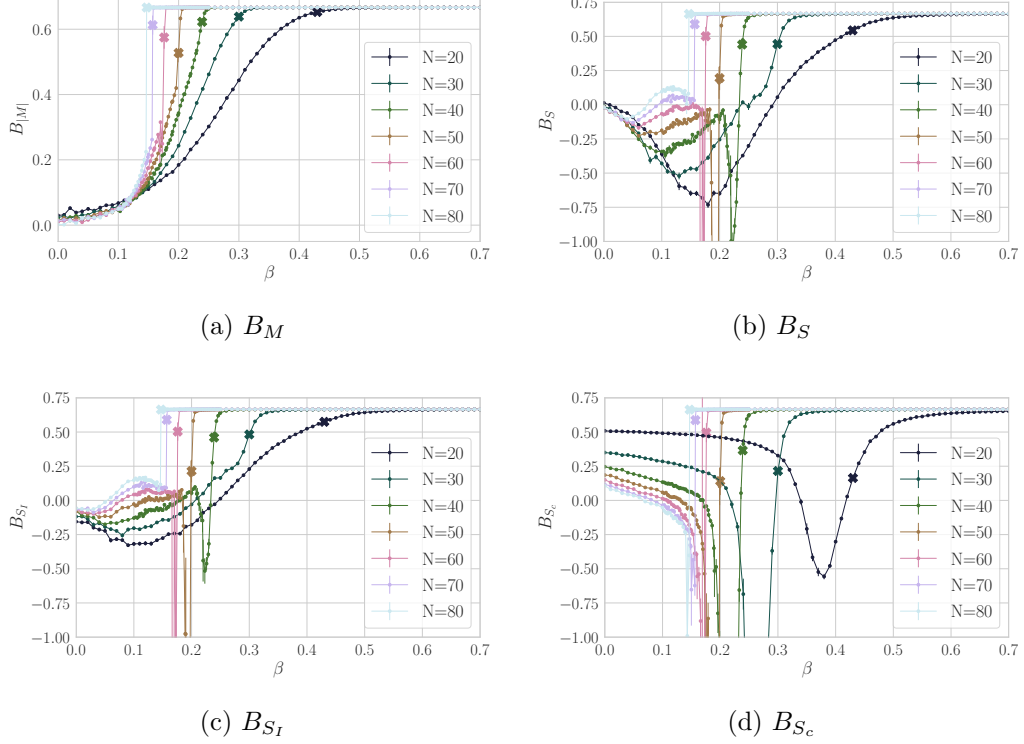 0.6
0.4
0.2
0.0
B|M|
N=20
N=30
N=40
N=50
N=60
N=70
N=80
0.0 0.1 0.2 0.3 0.4 0.5 0.6 0.7
β
(a) B_M
0.75
0.50
0.25
0.00
−0.25
−0.50
−0.75
−1.00
B_S
N=20
N=30
N=40
N=50
N=60
N=70
N=80
0.0 0.1 0.2 0.3 0.4 0.5 0.6 0.7
β
(b) B_S
0.75
0.50
0.25
0.00
−0.25
−0.50
−0.75
−1.00
B_{S_I}
N=20
N=30
N=40
N=50
N=60
N=70
N=80
0.0 0.1 0.2 0.3 0.4 0.5 0.6 0.7
β
(c) B_{S_I}
0.75
0.50
0.25
0.00
−0.25
−0.50
−0.75
−1.00
B_{S_c}
N=20
N=30
N=40
N=50
N=60
N=70
N=80
0.0 0.1 0.2 0.3 0.4 0.5 0.6 0.7
β
(d) B_{S_c}